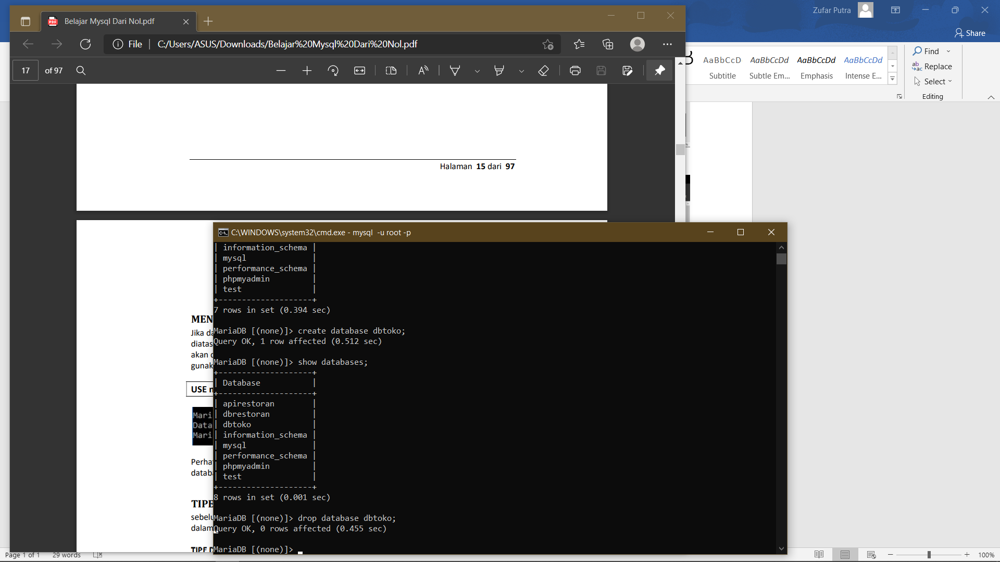 Belajar Mysql Dari Nol.pdf
Zufar Putra
Share
File
C:/Users/ASUS/Downloads/Belajar%20Mysql%20Dari%20Nol.pdf
17 of 97
AaBbCcD AaBbCcDd AaBbCcDd AaBbCcDd
Subtitle Subtle Em... Emphasis Intense E...
Find
Replace
Select
Editing
Halaman 15 dari 97
MEN
Jika da
diatas
akan
gunak
USE
Mari
Data
Mari
Perha
datab
TIPE
sebelu
dalam
TIPE D
C:\WINDOWS\system32\cmd.exe - mysql -u root -p
| information_schema |
| mysql |
| performance_schema |
| phpmyadmin |
| test |
+--------------------+
7 rows in set (0.394 sec)
MariaDB [(none)]> create database dbtoko;
Query OK, 1 row affected (0.512 sec)
MariaDB [(none)]> show databases;
+--------------------+
| Database |
+--------------------+
| apirestoran |
| dbrestoran |
| dbtoko |
| information_schema |
| mysql |
| performance_schema |
| phpmyadmin |
| test |
+--------------------+
8 rows in set (0.001 sec)
MariaDB [(none)]> drop database dbtoko;
Query OK, 0 rows affected (0.455 sec)
MariaDB [(none)]>
Page 1 of 1 29 words
100%